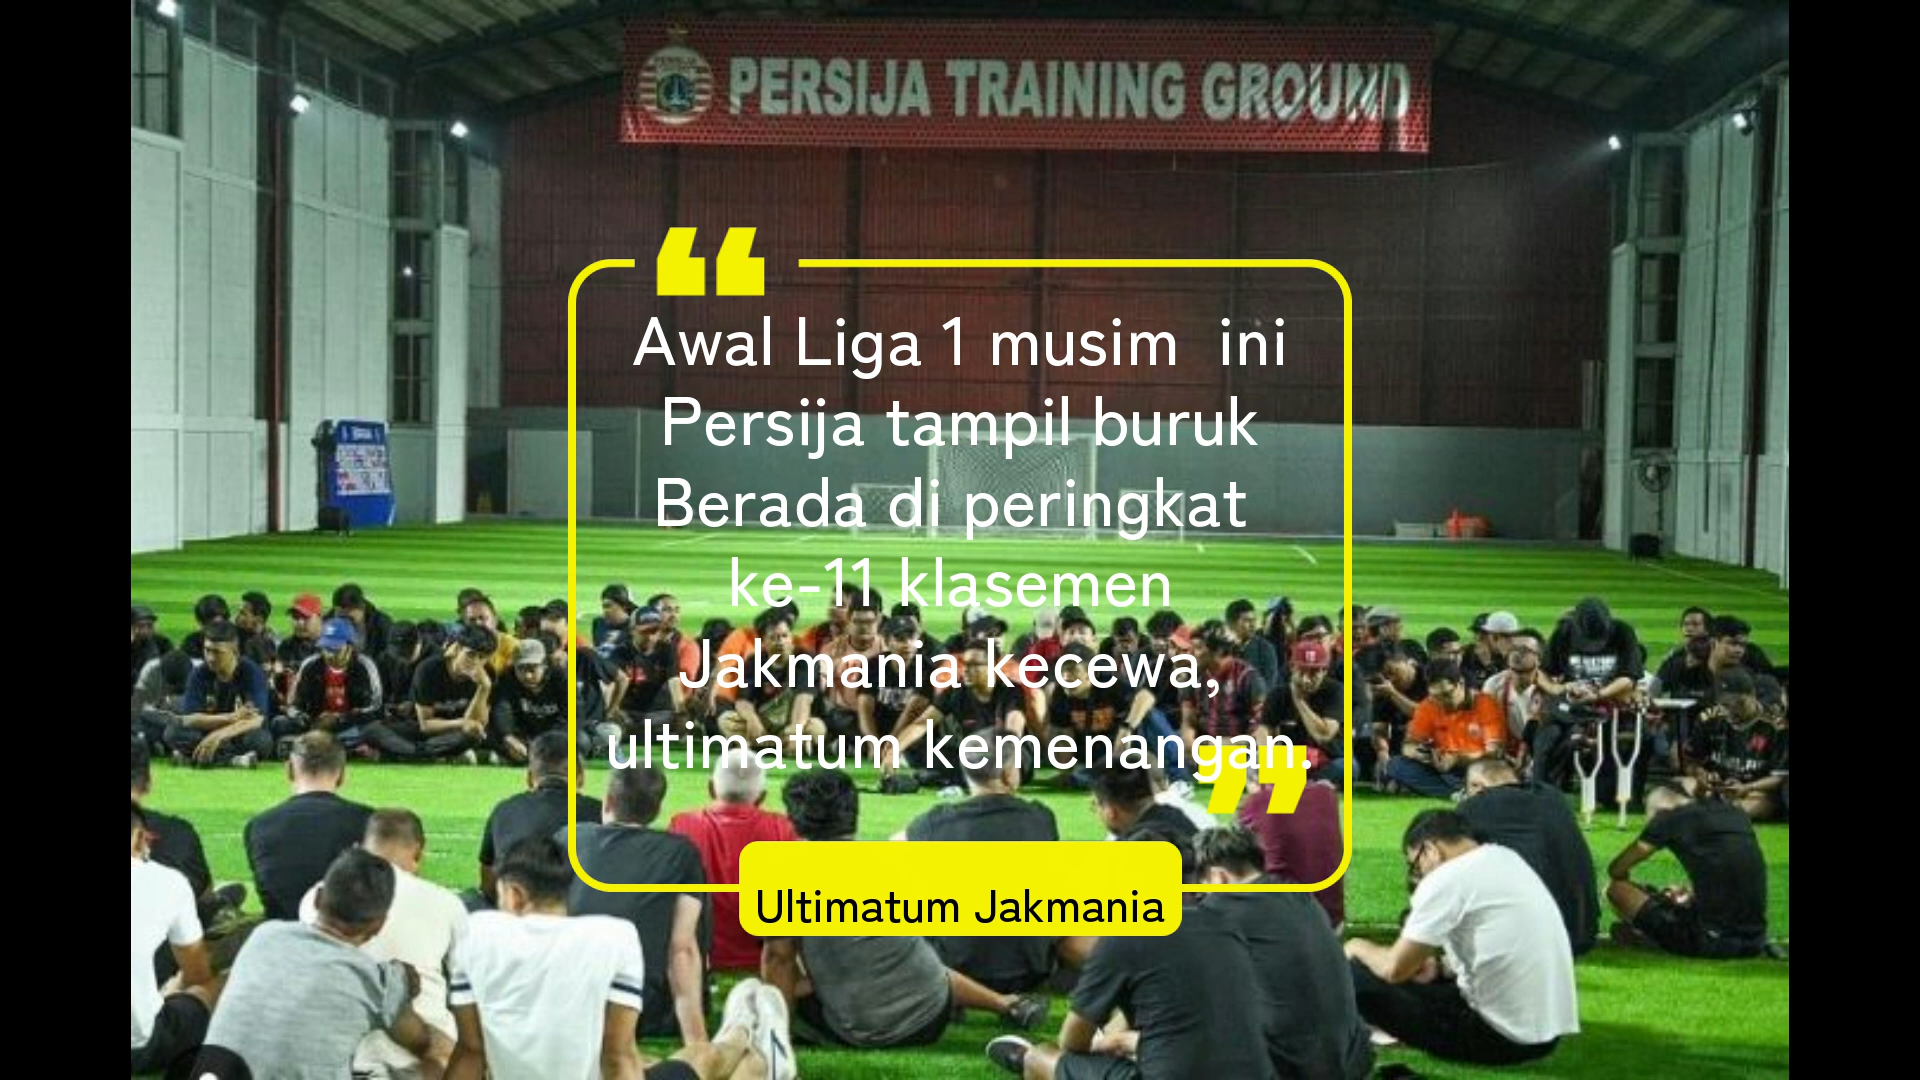 PERSIJA TRAINING GROUND
Awal Liga 1 musim  ini
Persija tampil buruk
Berada di peringkat
ke-11 klasemen
Jakmania kecewa,
ultimatum kemenangan.
Ultimatum Jakmania